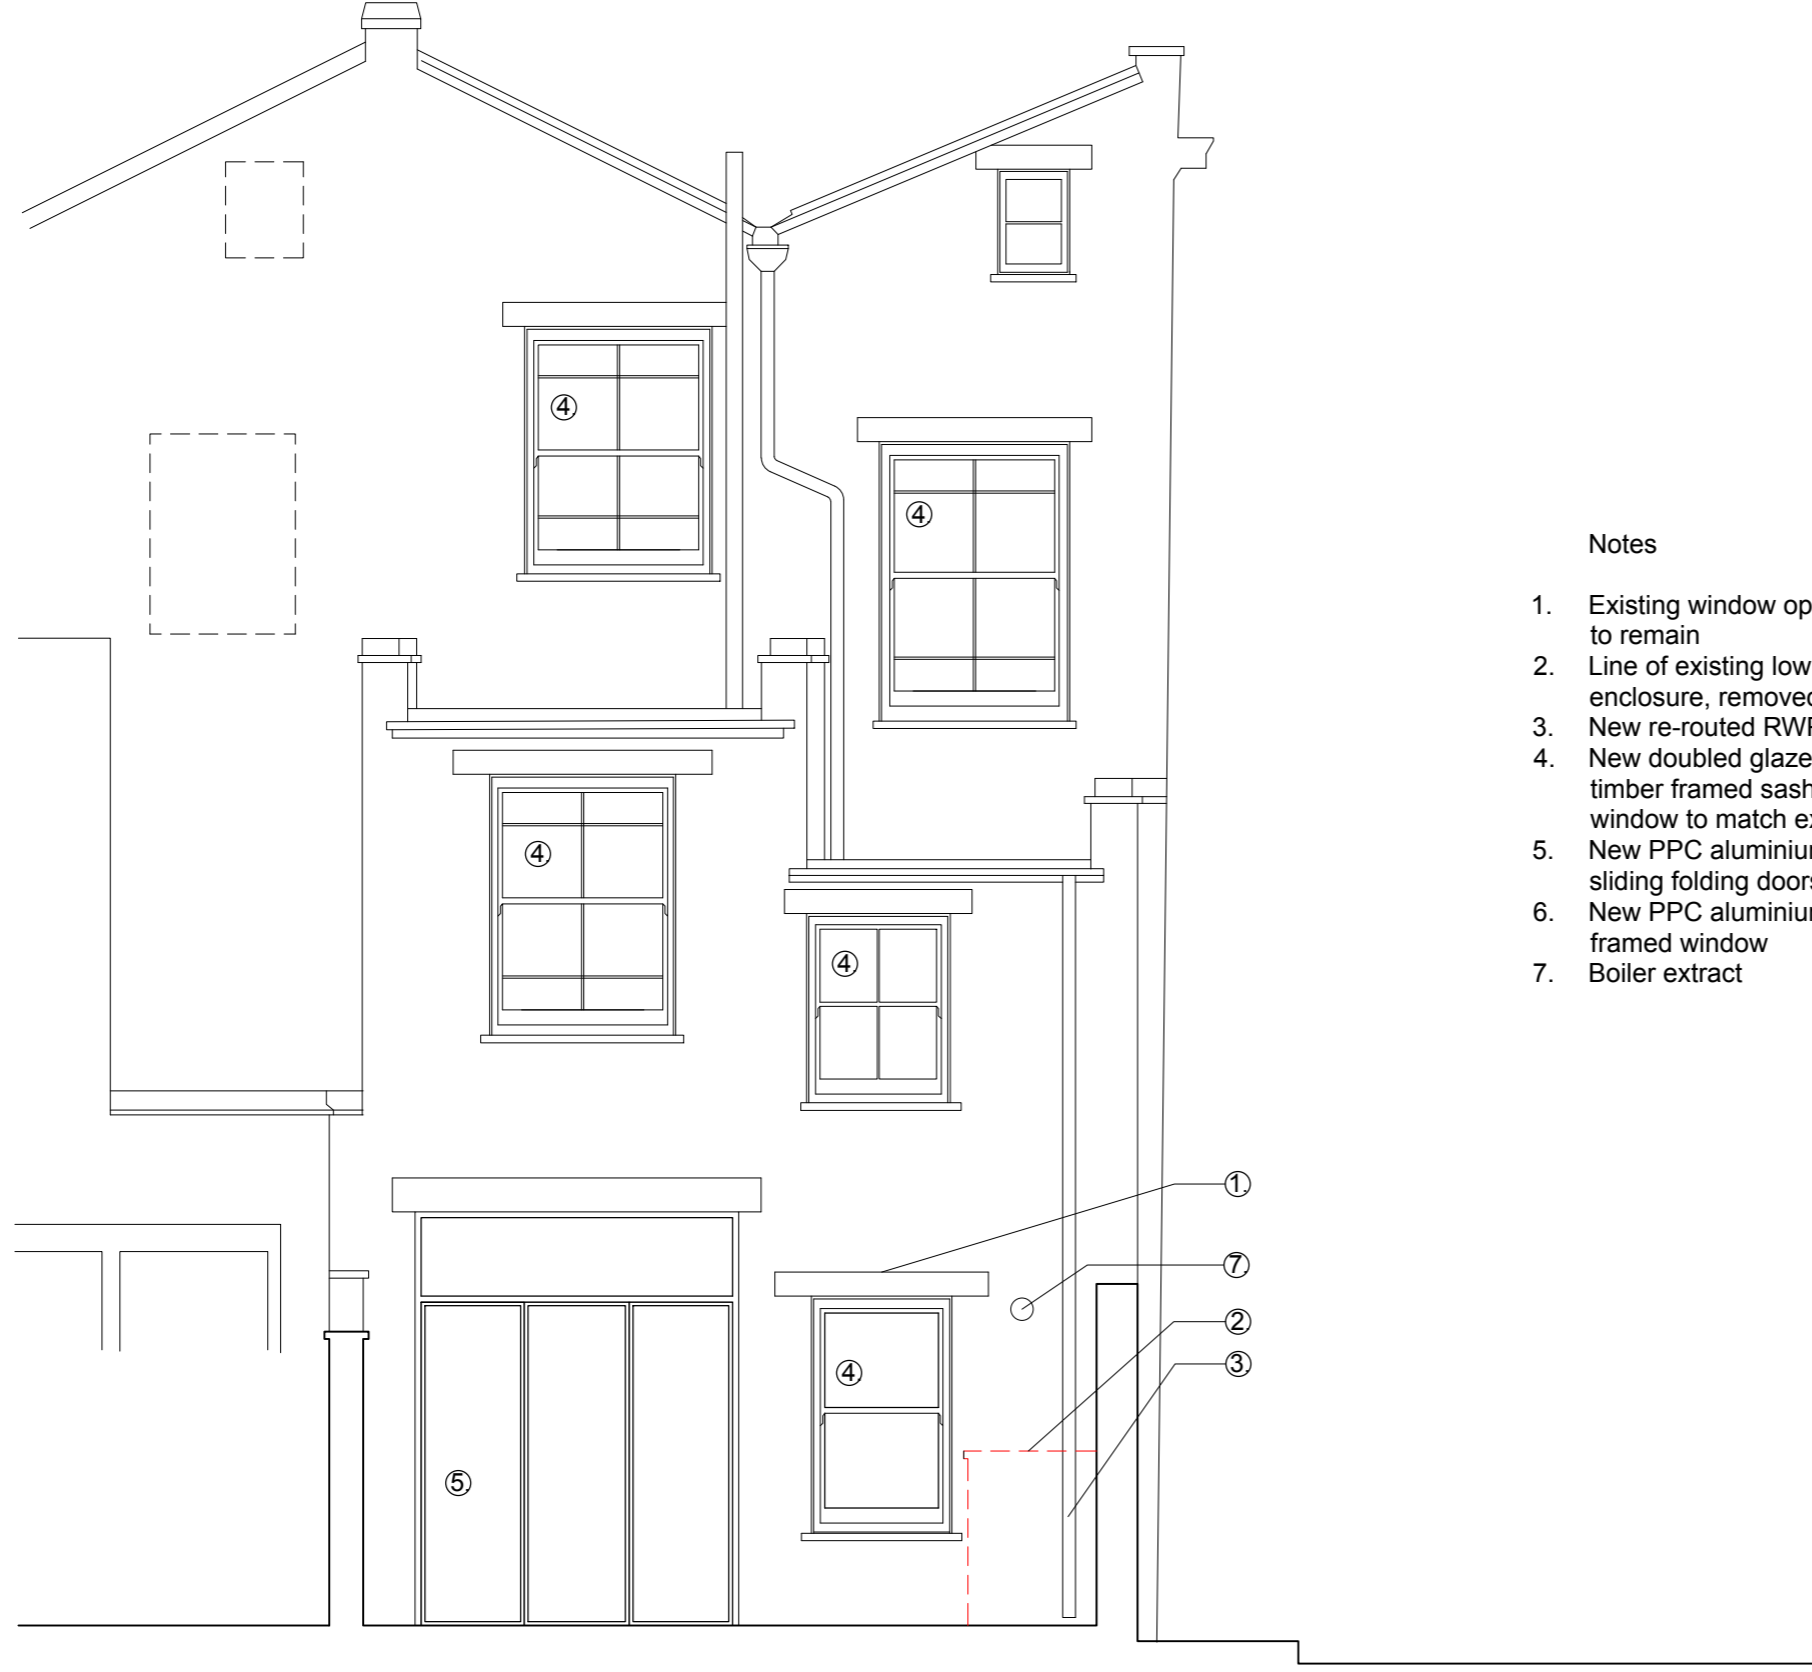 4.
4.
4.
4.
1.
7.
2.
3.
4.
5.
Notes
1. Existing window op
to remain
2. Line of existing low
enclosure, removed
3. New re-routed RWP
4. New doubled glaze
timber framed sash
window to match ex
5. New PPC aluminium
sliding folding doors
6. New PPC aluminium
framed window
7. Boiler extract